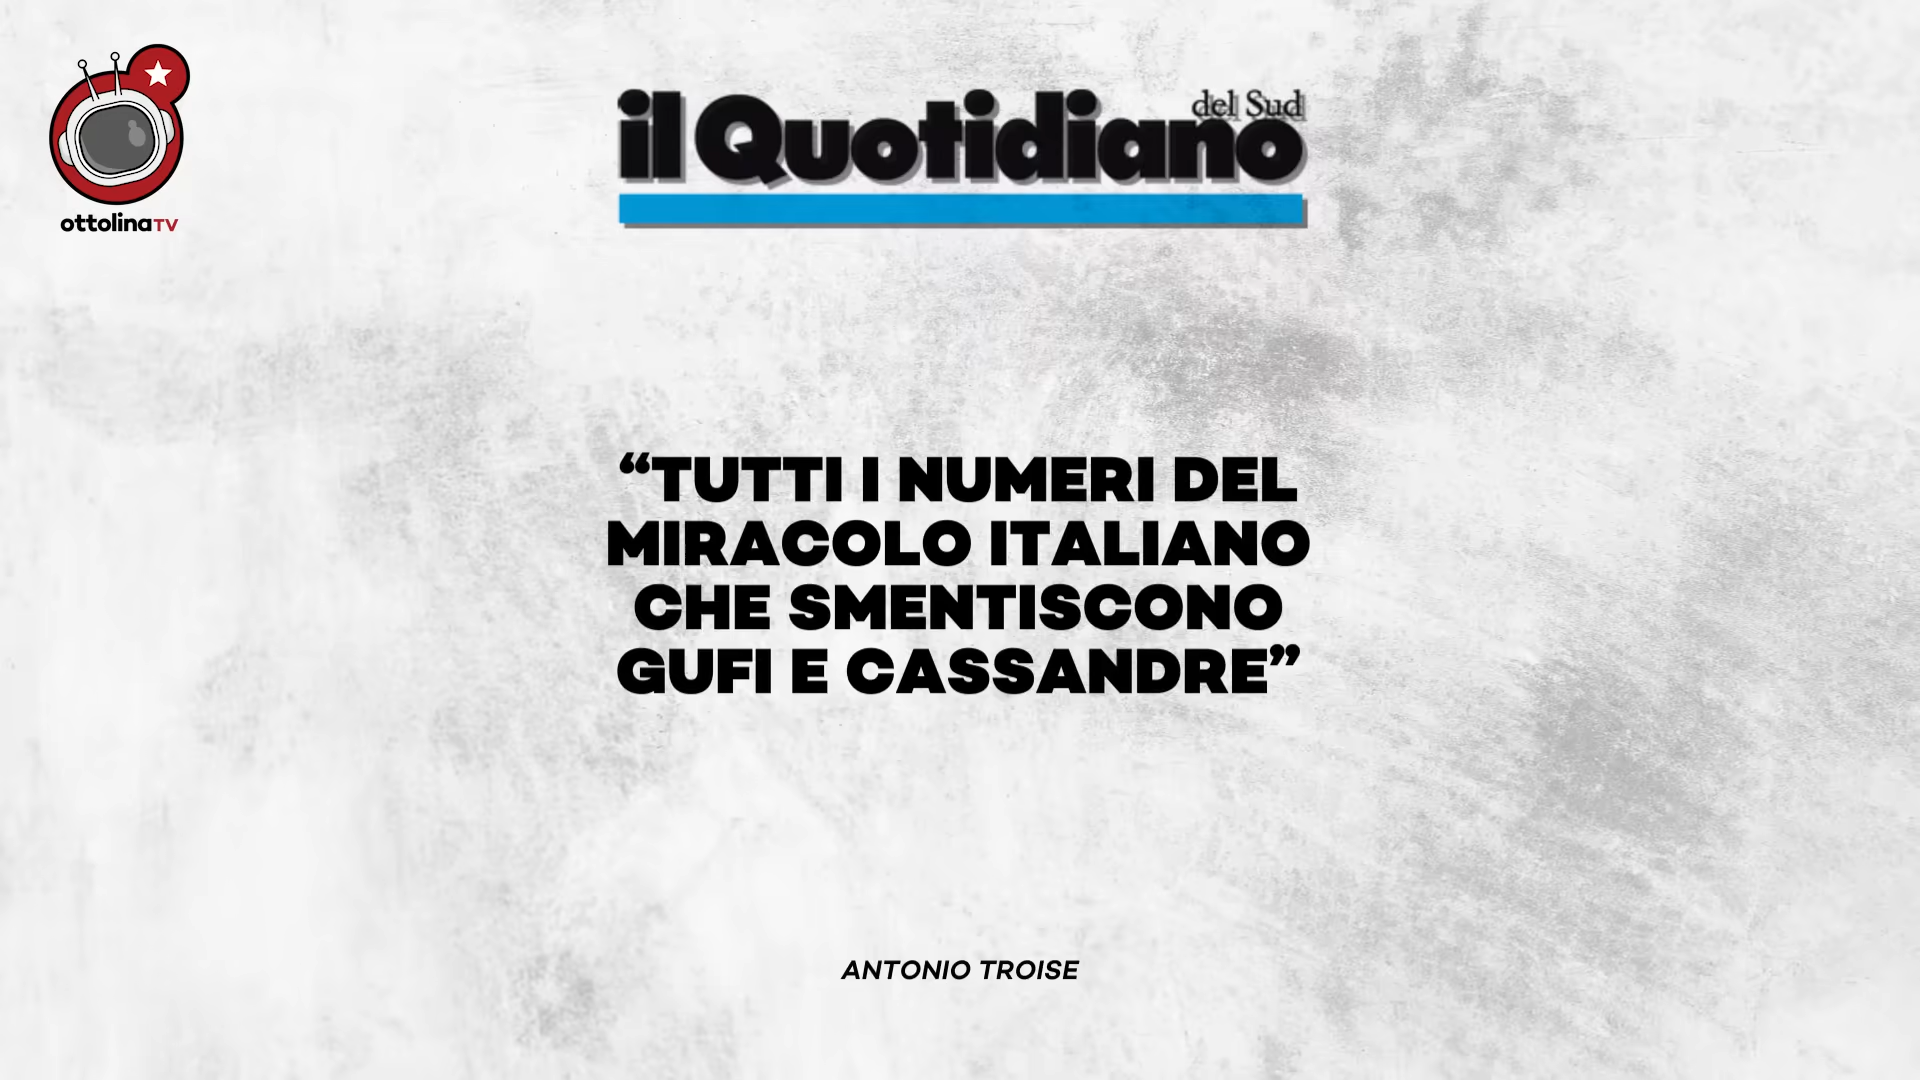 ottolinaTV
il Quotidiano
del Sud
“TUTTI I NUMERI DEL
MIRACOLO ITALIANO
CHE SMENTISCONO
GUFI E CASSANDRE”
ANTONIO TROISE